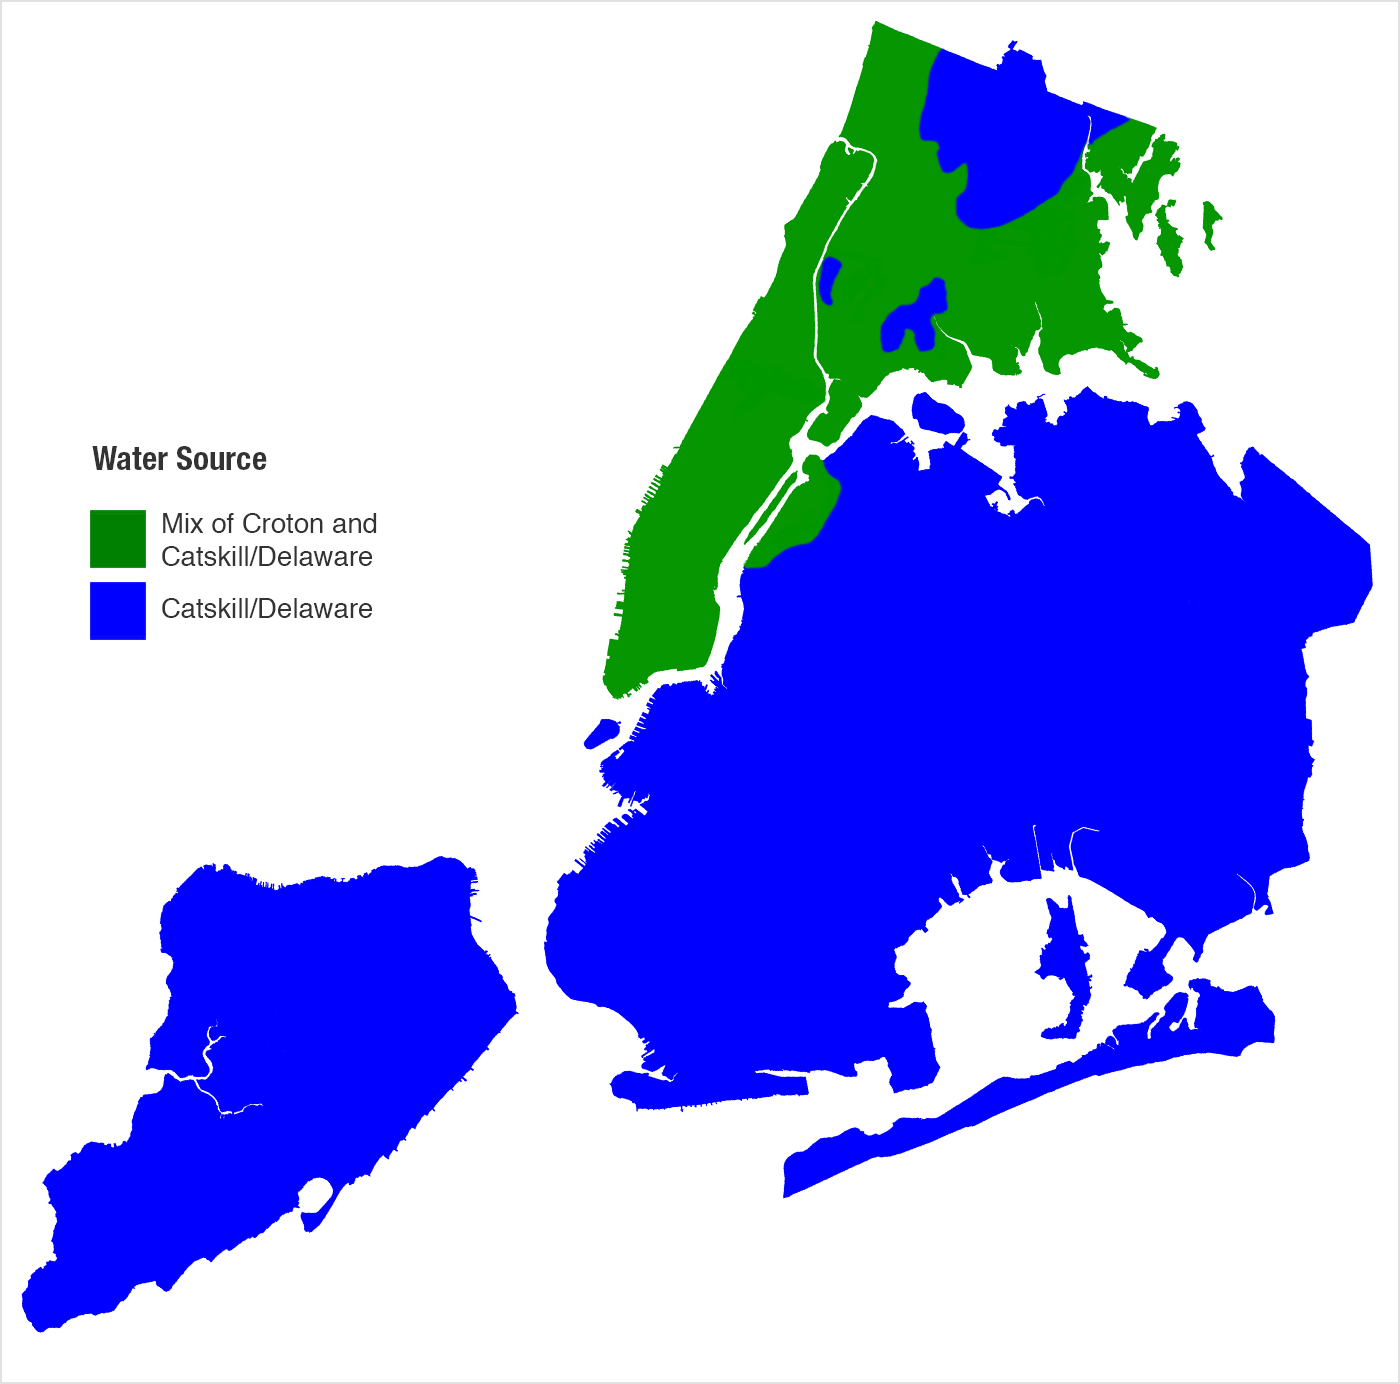 Water Source
Mix of Croton and
Catskill/Delaware
Catskill/Delaware